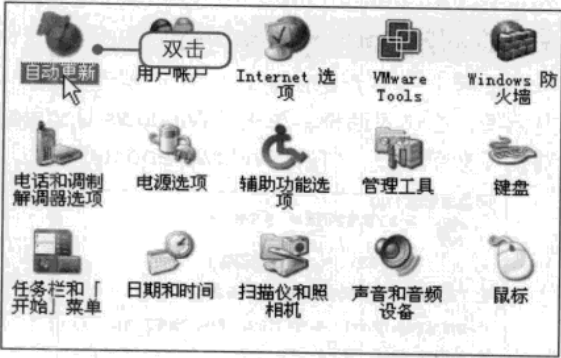 双击
自动更新
用户帐户
Internet 选
项
VMware
Tools
Windows 防
火墙
电话和调制
解调器选项
电源选项
辅助功能选
项
管理工具
键盘
任务栏和「
开始」菜单
日期和时间
扫描仪和照
相机
声音和音频
设备
鼠标